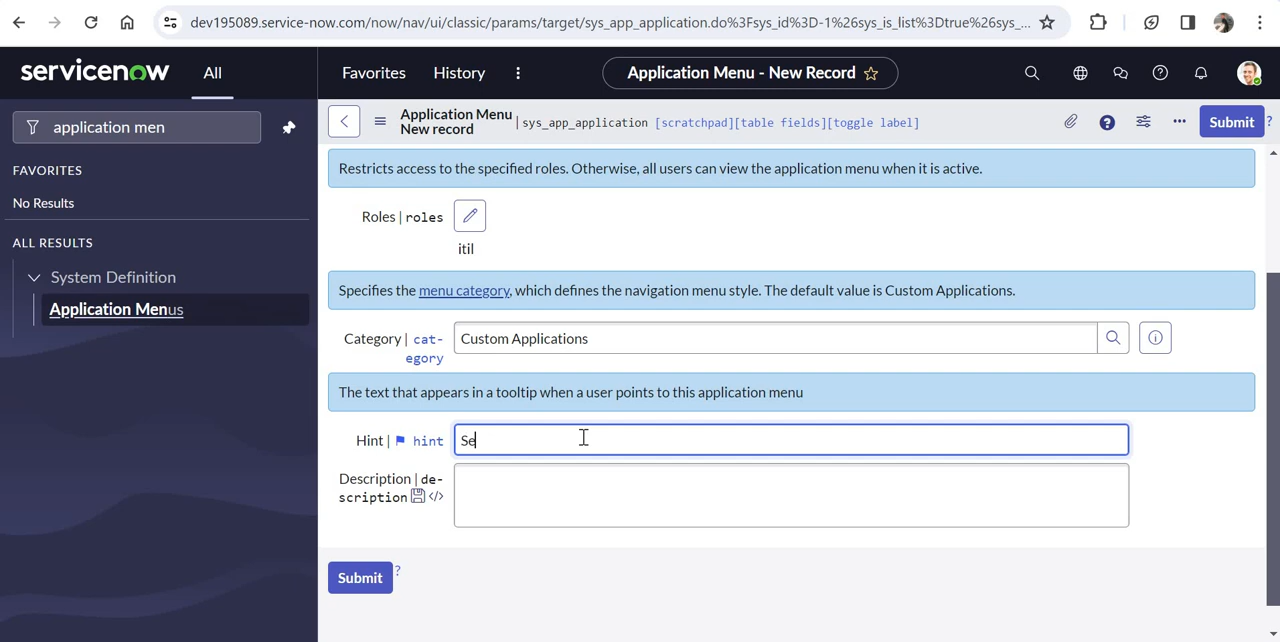 dev195089.service-now.com/now/nav/ui/classic/params/target/sys_app_application.do%3Fsys_id%3D-1%26sys_is_list%3Dtrue%26sys_...
servicenow
All
Favorites
History
Application Menu - New Record
application men
Application Menu
New record
sys_app_application [scratchpad][table fields][toggle label]
Submit
?
FAVORITES
No Results
ALL RESULTS
System Definition
Application Menus
Restricts access to the specified roles. Otherwise, all users can view the application menu when it is active.
Roles | roles
itil
Specifies the menu category, which defines the navigation menu style. The default value is Custom Applications.
Category | cat-
egory
Custom Applications
The text that appears in a tooltip when a user points to this application menu
Hint | hint
Se
Description | de-
scription </>
Submit
?